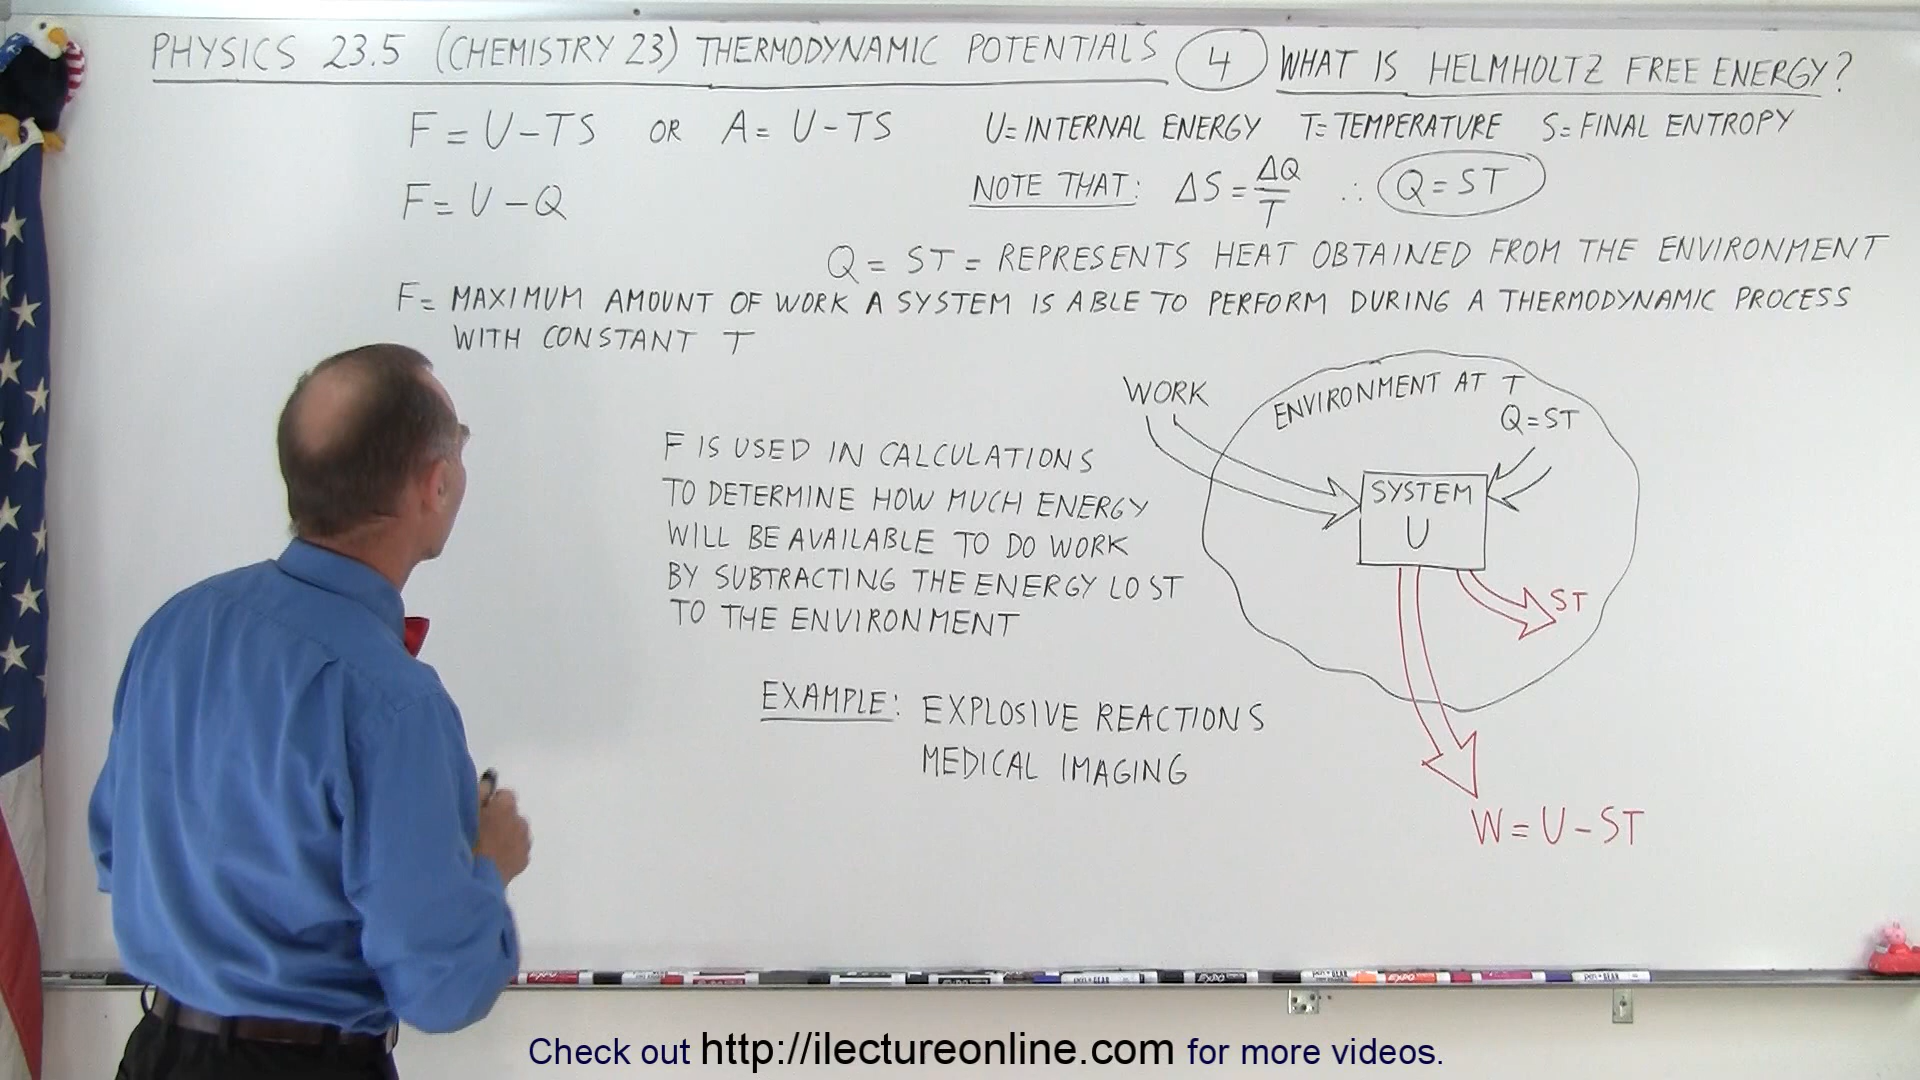 PHYSICS 23.5 (CHEMISTRY 23) THERMODYNAMIC POTENTIALS 4 WHAT IS HELMHOLTZ FREE ENERGY?
F = U - TS OR A = U - TS U = INTERNAL ENERGY T = TEMPERATURE S = FINAL ENTROPY
F = U - Q NOTE THAT: ΔS = ΔQ/T ∴ Q = ST
Q = ST = REPRESENTS HEAT OBTAINED FROM THE ENVIRONMENT
F = MAXIMUM AMOUNT OF WORK A SYSTEM IS ABLE TO PERFORM DURING A THERMODYNAMIC PROCESS
WITH CONSTANT T
F IS USED IN CALCULATIONS
TO DETERMINE HOW MUCH ENERGY
WILL BE AVAILABLE TO DO WORK
BY SUBTRACTING THE ENERGY LOST
TO THE ENVIRONMENT
EXAMPLE: EXPLOSIVE REACTIONS
MEDICAL IMAGING
WORK
ENVIRONMENT AT T
Q = ST
SYSTEM
U
ST
W = U - ST
EXPO
EXPO
Check out http://ilectureonline.com for more videos.